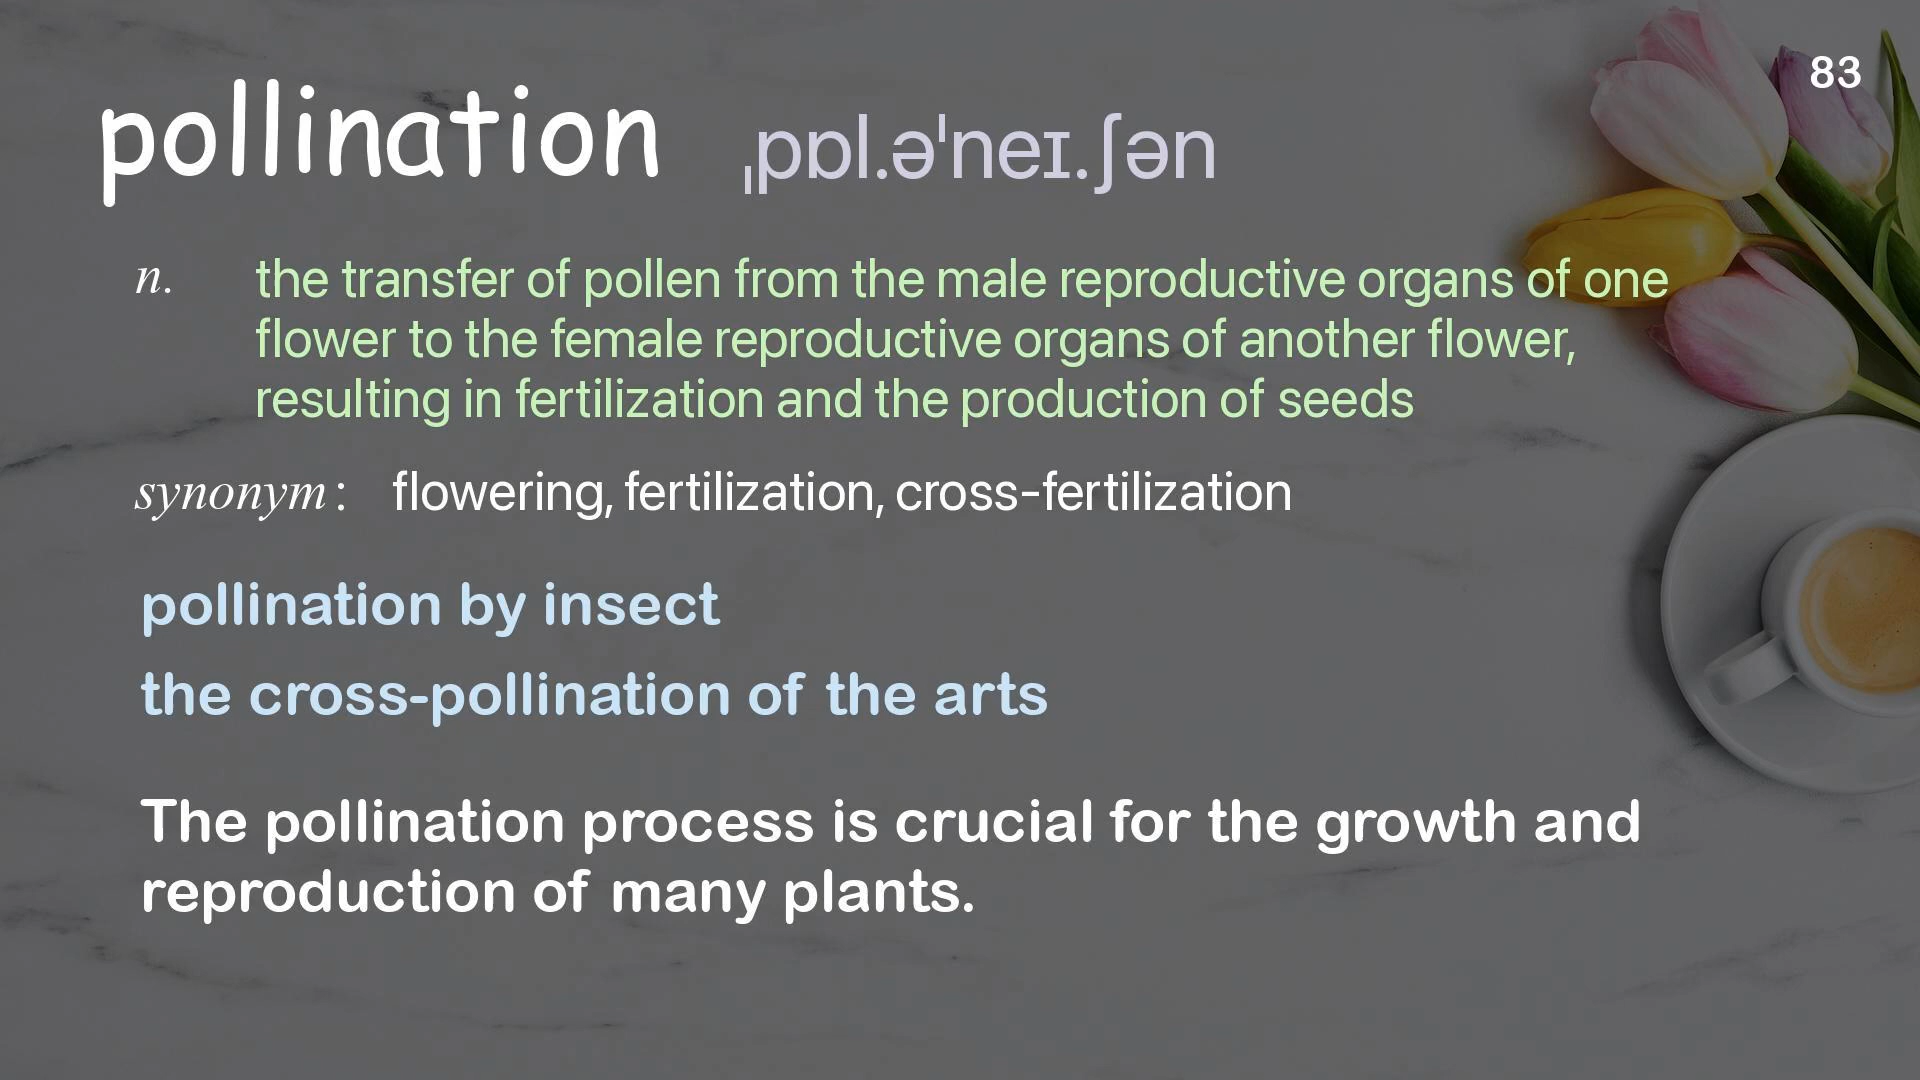 83
pollination ˌpɒl.əˈneɪ.ʃən
n. the transfer of pollen from the male reproductive organs of one
flower to the female reproductive organs of another flower,
resulting in fertilization and the production of seeds
synonym: flowering, fertilization, cross-fertilization
pollination by insect
the cross-pollination of the arts
The pollination process is crucial for the growth and
reproduction of many plants.